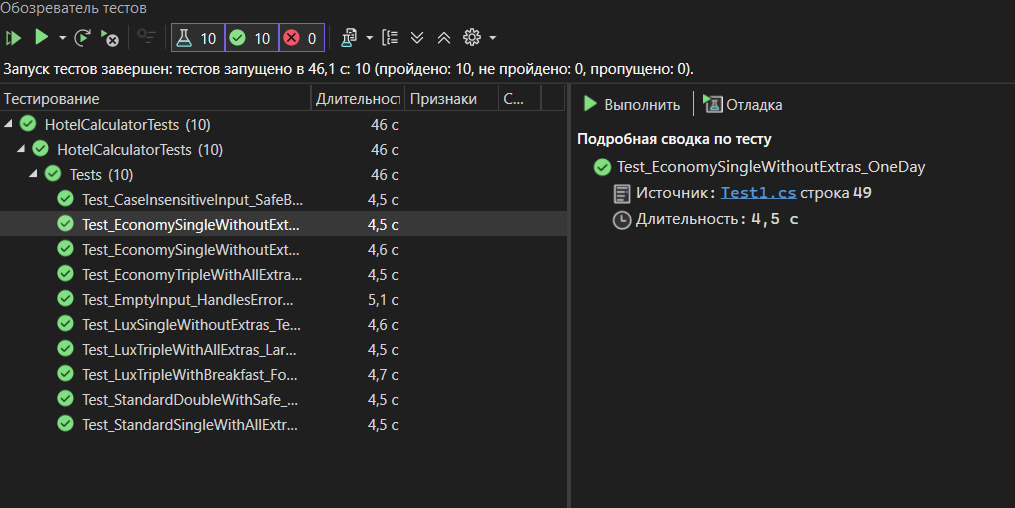 Обозреватель тестов
10 10 0
Запуск тестов завершен: тестов запущено в 46,1 с: 10 (пройдено: 10, не пройдено: 0, пропущено: 0).
Тестирование Длительност Признаки С...
HotelCalculatorTests (10) 46 с
HotelCalculatorTests (10) 46 с
Tests (10) 46 с
Test_CaseInsensitiveInput_SafeB... 4,5 с
Test_EconomySingleWithoutExt... 4,5 с
Test_EconomySingleWithoutExt... 4,6 с
Test_EconomyTripleWithAllExtra... 4,5 с
Test_EmptyInput_HandlesError... 5,1 с
Test_LuxSingleWithoutExtras_Te... 4,6 с
Test_LuxTripleWithAllExtras_Lar... 4,5 с
Test_LuxTripleWithBreakfast_Fo... 4,7 с
Test_StandardDoubleWithSafe_... 4,5 с
Test_StandardSingleWithAllExtr... 4,5 с
Выполнить Отладка
Подробная сводка по тесту
Test_EconomySingleWithoutExtras_OneDay
Источник: Test1.cs строка 49
Длительность: 4,5 с